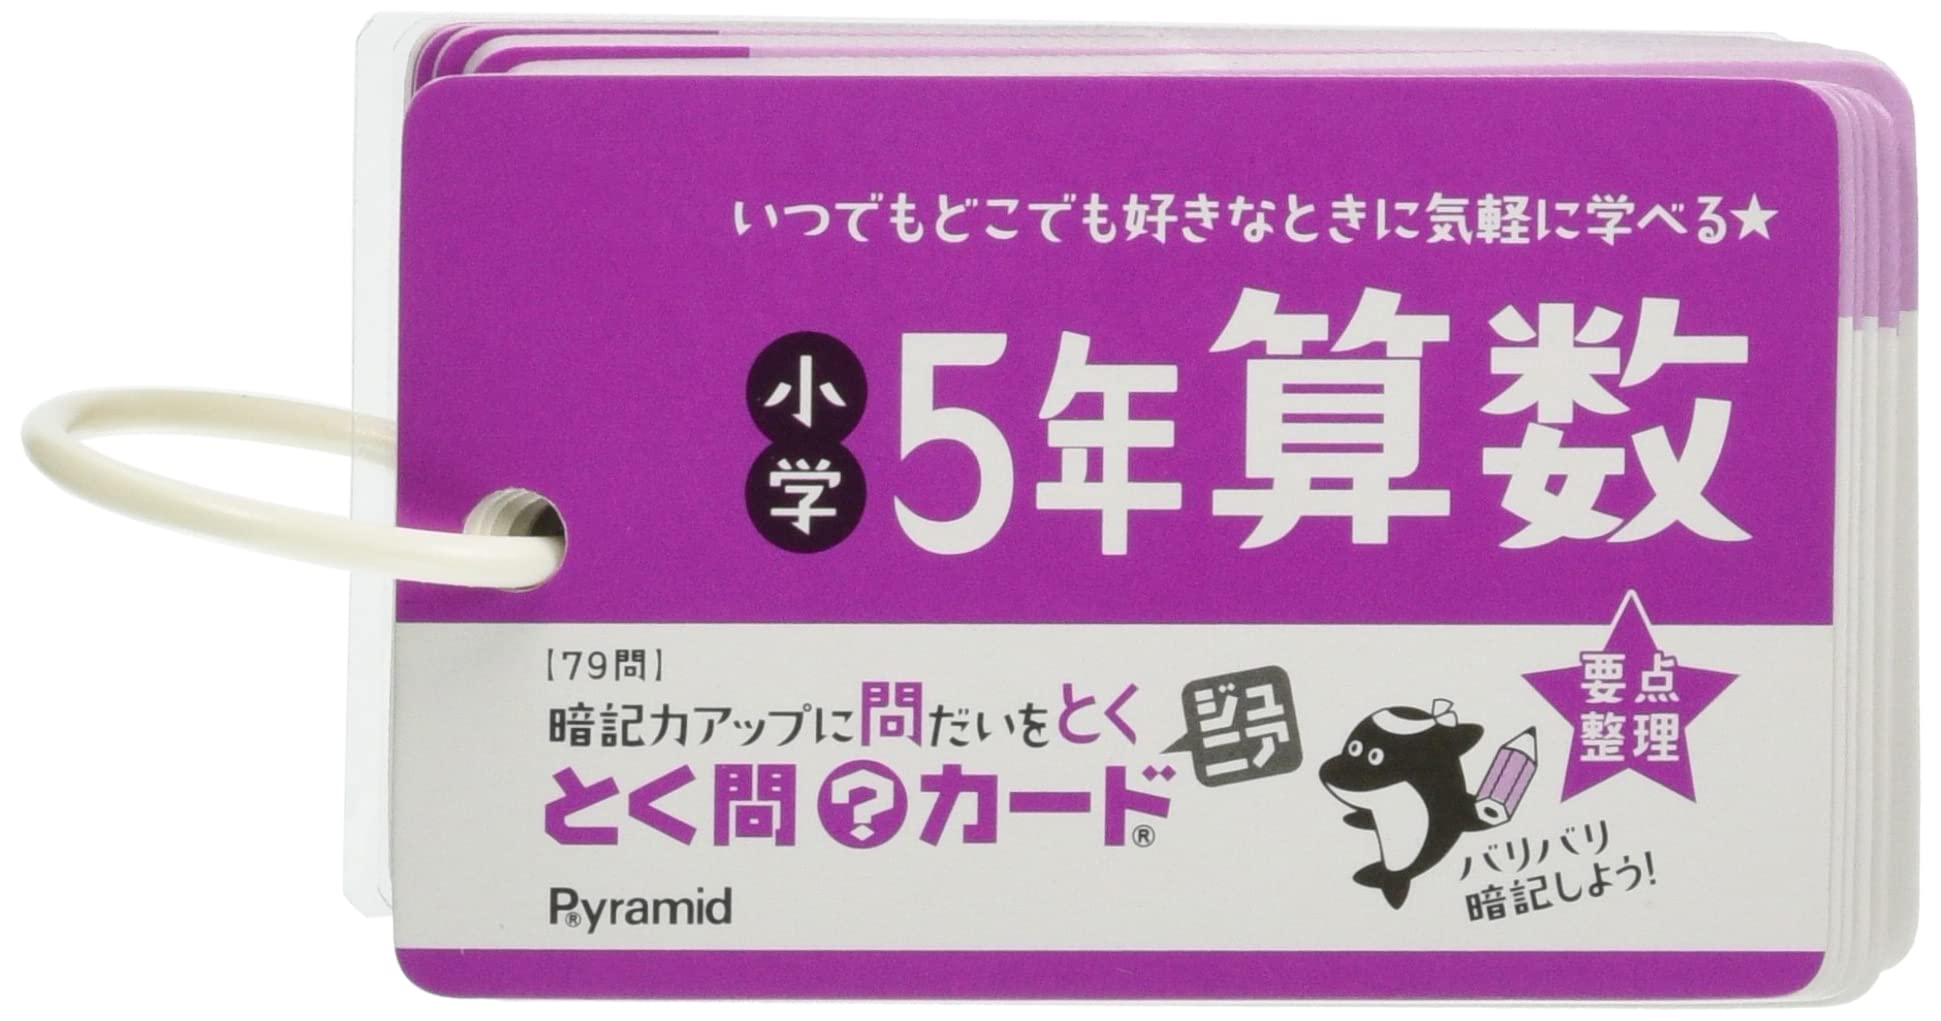 いつでもどこでも好きなときに気軽に学べる★
小学5年算数
要点
整理
【79問】
暗記力アップに問だいをとく
ジュ
ニア
とく問?カード®
バリバリ
暗記しよう!
P®yramid